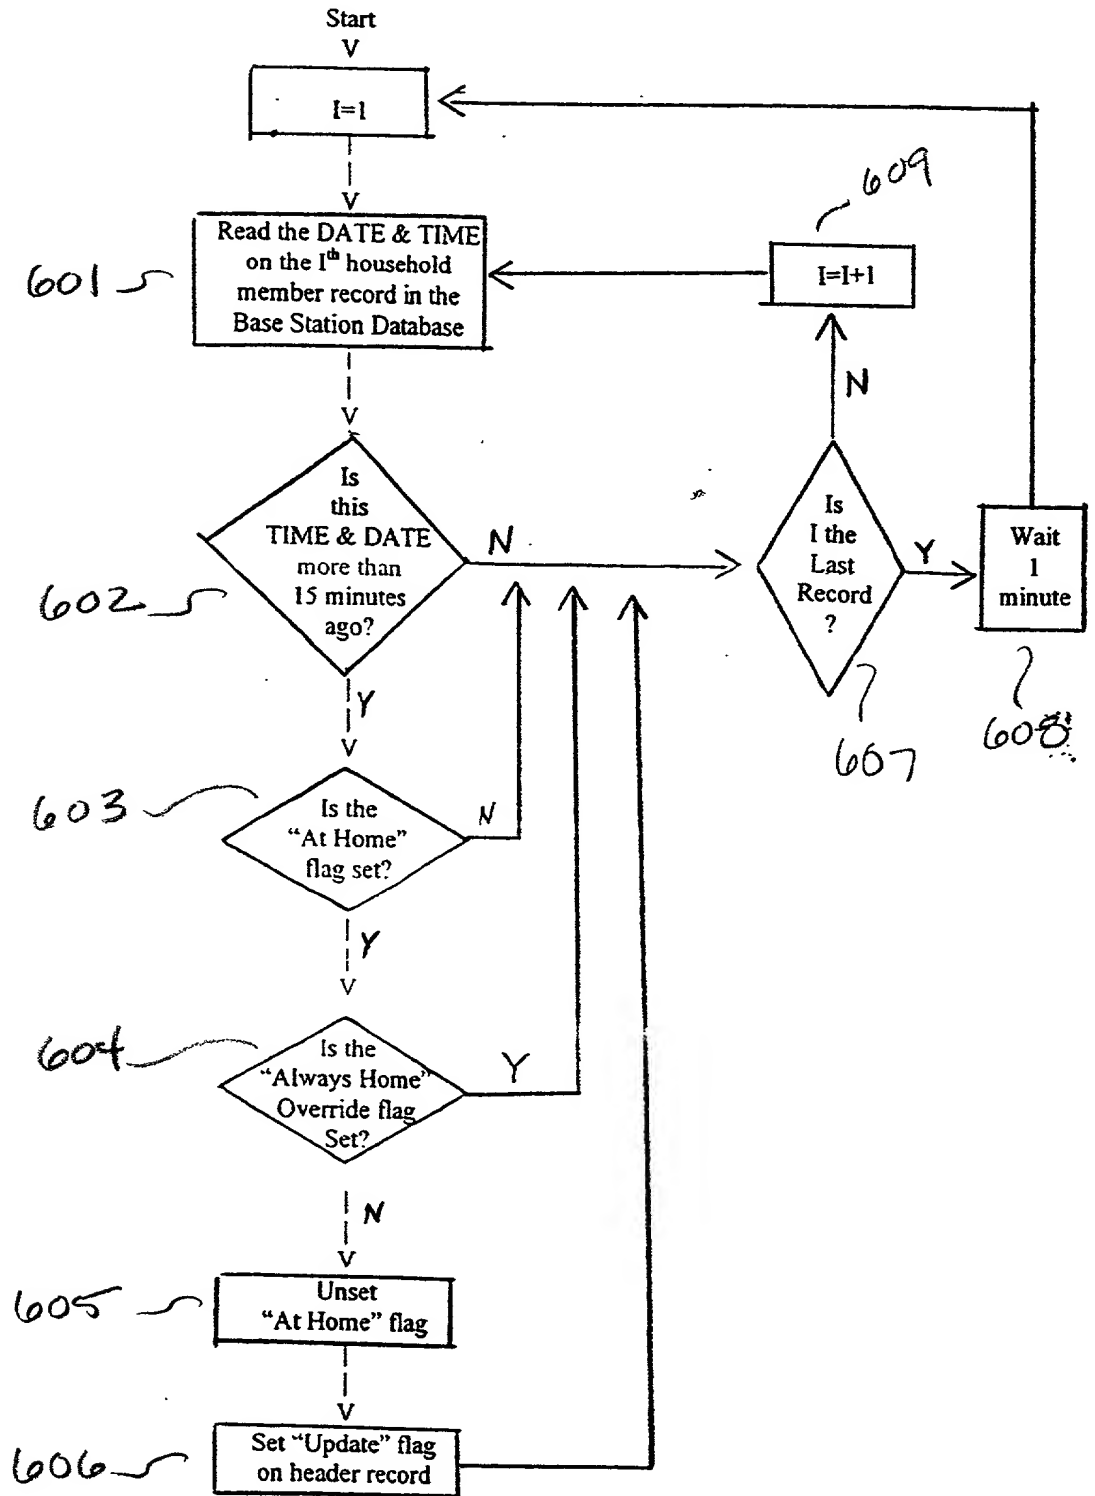 Start
V
I=1
V
609
Read the DATE & TIME
on the Ith household
member record in the
Base Station Database
601
I=I+1
V
N
Is
this
TIME & DATE
more than
15 minutes
ago?
N
602
Is
I the
Last
Record
?
Y
Wait
1
minute
607
608
Y
V
603
Is the
"At Home"
flag set?
N
Y
V
604
Is the
"Always Home"
Override flag
Set?
Y
N
V
605
Unset
"At Home" flag
V
606
Set "Update" flag
on header record